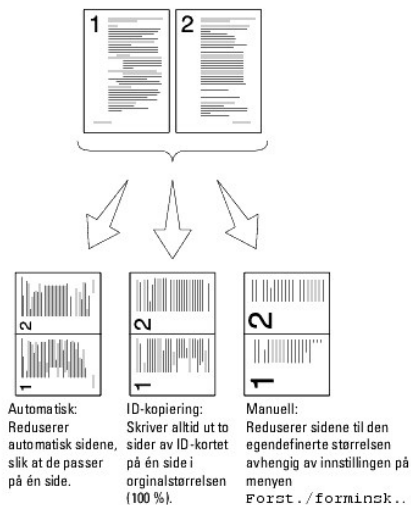 1 2
2 2 2
1 1 1
Automatisk:
Reduserer
automatisk sidene,
slik at de passer
på én side.
ID-kopiering:
Skriver alltid ut to
sider av ID-kortet
på én side i
orginalstørrelsen
(100 %).
Manuell:
Reduserer sidene til den
egendefinerte størrelsen
avhengig av innstillingen på
menyen
Forst./forminsk..